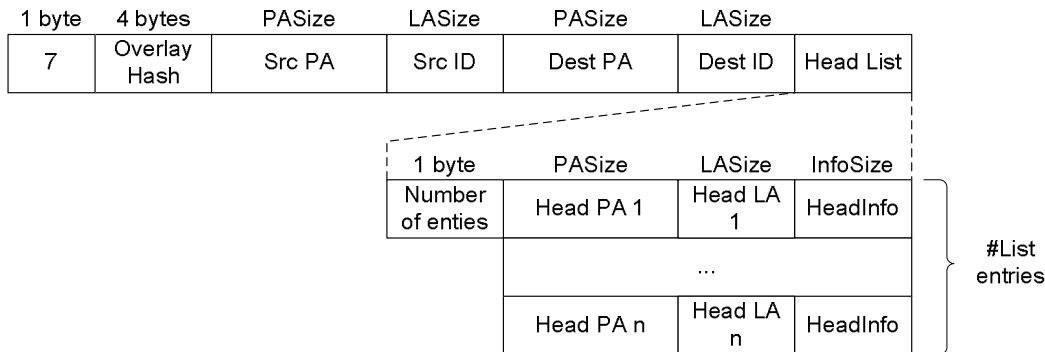 1 byte 4 bytes PASize LASize PASize LASize
7 Overlay Hash Src PA Src ID Dest PA Dest ID Head List
1 byte PASize LASize InfoSize
Number of enties Head PA 1 Head LA 1 HeadInfo
...
Head PA n Head LA n HeadInfo
#List
entries